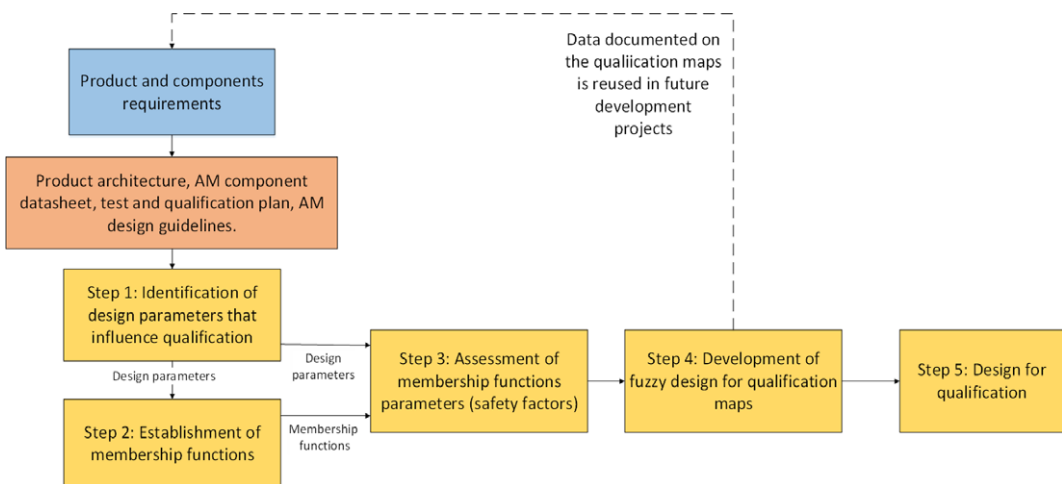 Product and components
requirements
Data documented on
the qualiication maps
is reused in future
development
projects
Product architecture, AM component
datasheet, test and qualification plan, AM
design guidelines.
Step 1: Identification of
design parameters that
influence qualification
Design
parameters
Design parameters
Step 2: Establishment of
membership functions
Membership
functions
Step 3: Assessment of
membership functions
parameters (safety factors)
Step 4: Development of
fuzzy design for qualification
maps
Step 5: Design for
qualification